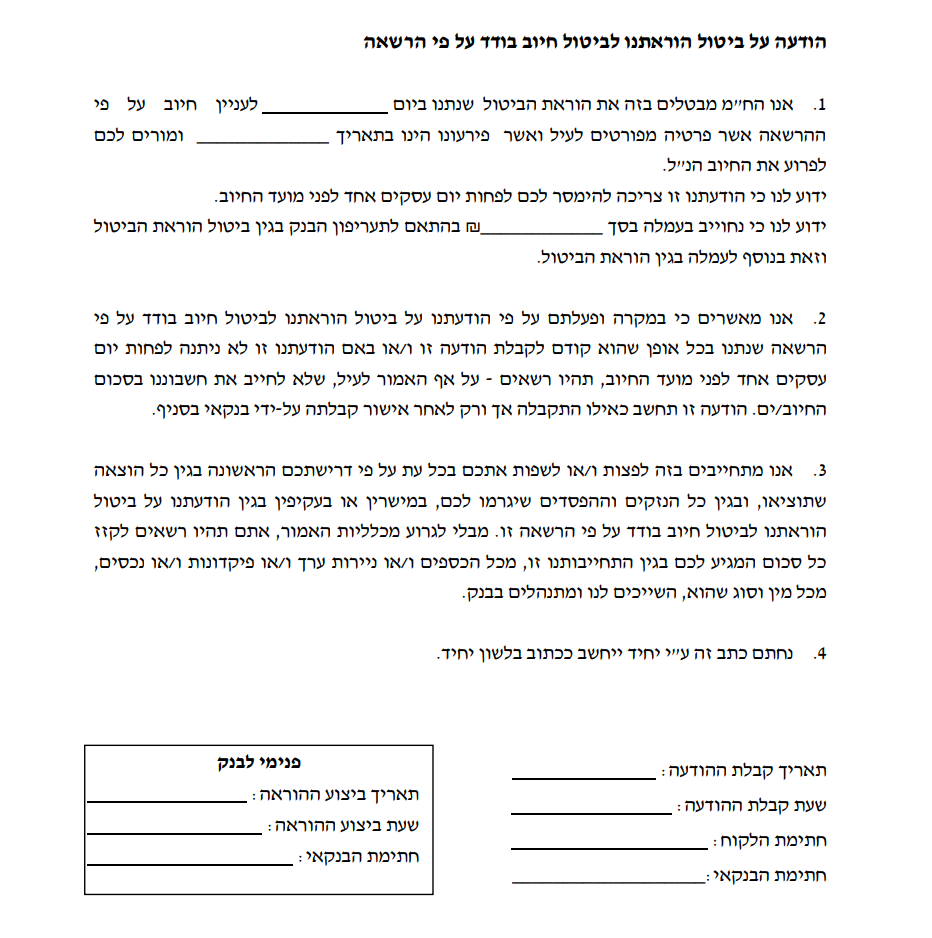 הודעה על ביטול הוראתנו לביטול חיוב בודד על פי הרשאה
1. אנו החי"מ מבטלים בזה את הוראת הביטול שנתנו ביום ____________ לעניין חיוב על פי
ההרשאה אשר פרטיה מפורטים לעיל ואשר פירעונו הינו בתאריך ____________ ומורים לכם
לפרוע את החיוב הנ"ל.
ידוע לנו כי הודעתנו זו צריכה להימסר לכם לפחות יום עסקים אחד לפני מועד החיוב.
ידוע לנו כי נחוייב בעמלה בסך ____________₪ בהתאם לתעריפון הבנק בגין ביטול הוראת הביטול
וזאת בנוסף לעמלה בגין הוראת הביטול.
2. אנו מאשרים כי במקרה ופעלתם על פי הודעתנו על ביטול הוראתנו לביטול חיוב בודד על פי
הרשאה שנתנו בכל אופן שהוא קודם לקבלת הודעה זו ו/או באם הודעתנו זו לא ניתנה לפחות יום
עסקים אחד לפני מועד החיוב, תהיו רשאים - על אף האמור לעיל, שלא לחייב את חשבוננו בסכום
החיוב/ים. הודעה זו תחשב כאילו התקבלה אך ורק לאחר אישור קבלתה על-ידי בנקאי בסניף.
3. אנו מתחייבים בזה לפצות ו/או לשפות אתכם בכל עת על פי דרישתכם הראשונה בגין כל הוצאה
שתוציאו, ובגין כל הנזקים וההפסדים שיגרמו לכם, במישרין או בעקיפין בגין הודעתנו על ביטול
הוראתנו לביטול חיוב בודד על פי הרשאה זו. מבלי לגרוע מכלליות האמור, אתם תהיו רשאים לקזז
כל סכום המגיע לכם בגין התחייבותנו זו, מכל הכספים ו/או ניירות ערך ו/או פיקדונות ו/או נכסים,
מכל מין וסוג שהוא, השייכים לנו ומתנהלים בבנק.
4. נחתם כתב זה ע"י יחיד ייחשב ככתוב בלשון יחיד.
תאריך קבלת ההודעה: ____________
שעת קבלת ההודעה: ____________
חתימת הלקוח: ____________
חתימת הבנקאי: ____________
פנימי לבנק
תאריך ביצוע ההוראה: ____________
שעת ביצוע ההוראה: ____________
חתימת הבנקאי: ____________